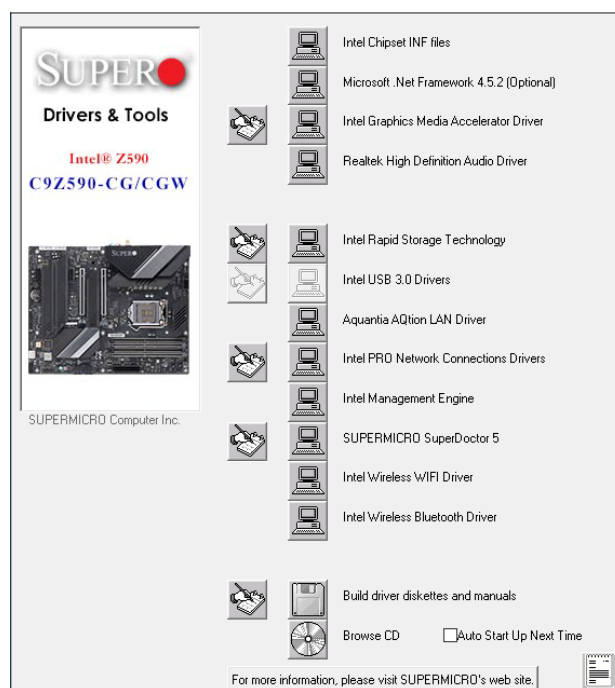 SUPER
Drivers & Tools
Intel® Z590
C9Z590-CG/CGW
SUPER
SUPERMICRO Computer Inc.
Intel Chipset INF files
Microsoft .Net Framework 4.5.2 (Optional)
Intel Graphics Media Accelerator Driver
Realtek High Definition Audio Driver
Intel Rapid Storage Technology
Intel USB 3.0 Drivers
Aquantia AQtion LAN Driver
Intel PRO Network Connections Drivers
Intel Management Engine
SUPERMICRO SuperDoctor 5
Intel Wireless WIFI Driver
Intel Wireless Bluetooth Driver
Build driver diskettes and manuals
Browse CD
Auto Start Up Next Time
For more information, please visit SUPERMICRO's web site.